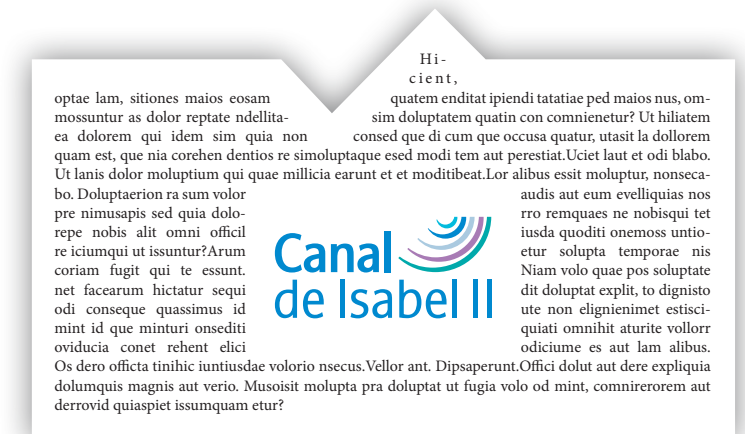 Hi-
cient,
optae lam, sitiones maios eosam quatem enditat ipiendi tatatiae ped maios nus, om-
mossuntur as dolor reptate ndellita- sim doluptatem quatin con comnienetur? Ut hiliatem
ea dolorem qui idem sim quia non consed que di cum que occusa quatur, utasit la dollorem
quam est, que nia corehen dentios re simoluptaque esed modi tem aut perestiat.Uciet laut et odi blabo.
Ut lanis dolor moluptium qui quae millicia earunt et et moditibeat.Lor alibus essit moluptur, nonseca-
bo. Doluptaerion ra sum volor audis aut eum evelliquias nos
pre nimusapis sed quia dolo- rro remquaes ne nobisqui tet
repe nobis alit omni officil iusda quoditi onemoss untio-
re iciumqui ut issuntur?Arum etur solupta temporae nis
coriam fugit qui te essunt. Niam volo quae pos soluptate
net facearum hictatur sequi dit doluptat explit, to dignisto
odi conseque quassimus id ute non elignienimet estisci-
mint id que minturi onsediti quiati omnihit aturite vollorr
oviducia conet rehent elici odiciume es aut lam alibus.
Canal
de Isabel II
Os dero officta tinihic iuntiusdae volorio nsecus.Vellor ant. Dipsaperunt.Offici dolut aut dere expliquia
dolumquis magnis aut verio. Musoisit molupta pra doluptat ut fugia volo od mint, comnirerorem aut
derrovid quiaspiet issumquam etur?